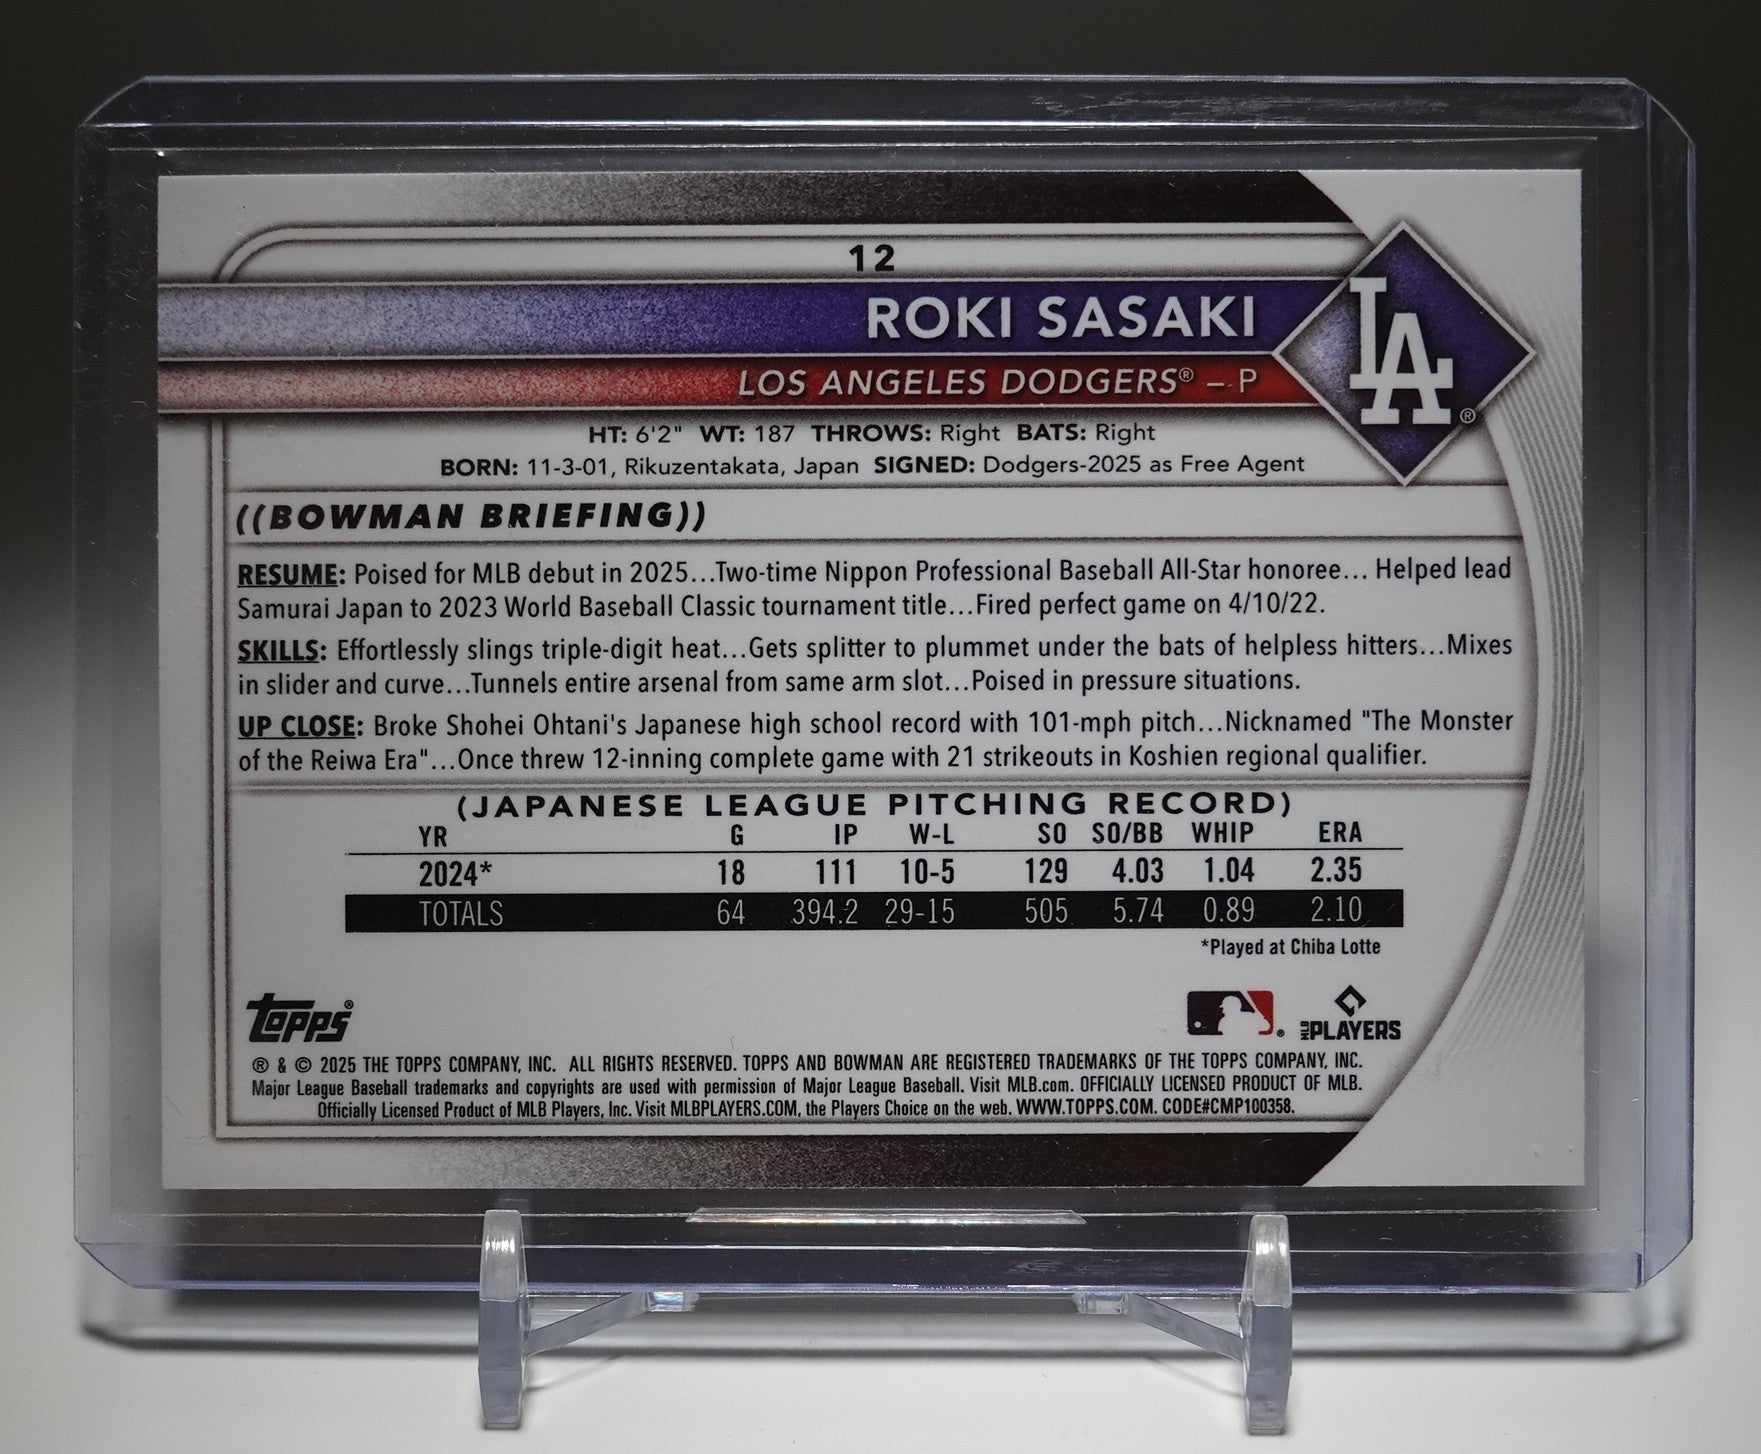 12
ROKI SASAKI
LOS ANGELES DODGERS® – P
LA®
HT: 6'2" WT: 187 THROWS: Right BATS: Right
BORN: 11-3-01, Rikuzentakata, Japan SIGNED: Dodgers-2025 as Free Agent
((BOWMAN BRIEFING))
RESUME: Poised for MLB debut in 2025...Two-time Nippon Professional Baseball All-Star honoree... Helped lead
Samurai Japan to 2023 World Baseball Classic tournament title...Fired perfect game on 4/10/22.
SKILLS: Effortlessly slings triple-digit heat...Gets splitter to plummet under the bats of helpless hitters...Mixes
in slider and curve...Tunnels entire arsenal from same arm slot...Poised in pressure situations.
UP CLOSE: Broke Shohei Ohtani's Japanese high school record with 101-mph pitch...Nicknamed "The Monster
of the Reiwa Era"...Once threw 12-inning complete game with 21 strikeouts in Koshien regional qualifier.
(JAPANESE LEAGUE PITCHING RECORD)
YR G IP W-L SO SO/BB WHIP ERA
2024* 18 111 10-5 129 4.03 1.04 2.35
TOTALS 64 394.2 29-15 505 5.74 0.89 2.10
*Played at Chiba Lotte
Topps®
MLB PLAYERS
® & © 2025 THE TOPPS COMPANY, INC. ALL RIGHTS RESERVED. TOPPS AND BOWMAN ARE REGISTERED TRADEMARKS OF THE TOPPS COMPANY, INC.
Major League Baseball trademarks and copyrights are used with permission of Major League Baseball. Visit MLB.com. OFFICIALLY LICENSED PRODUCT OF MLB.
Officially Licensed Product of MLB Players, Inc. Visit MLBPLAYERS.COM, the Players Choice on the web. WWW.TOPPS.COM. CODE#CMP100358.